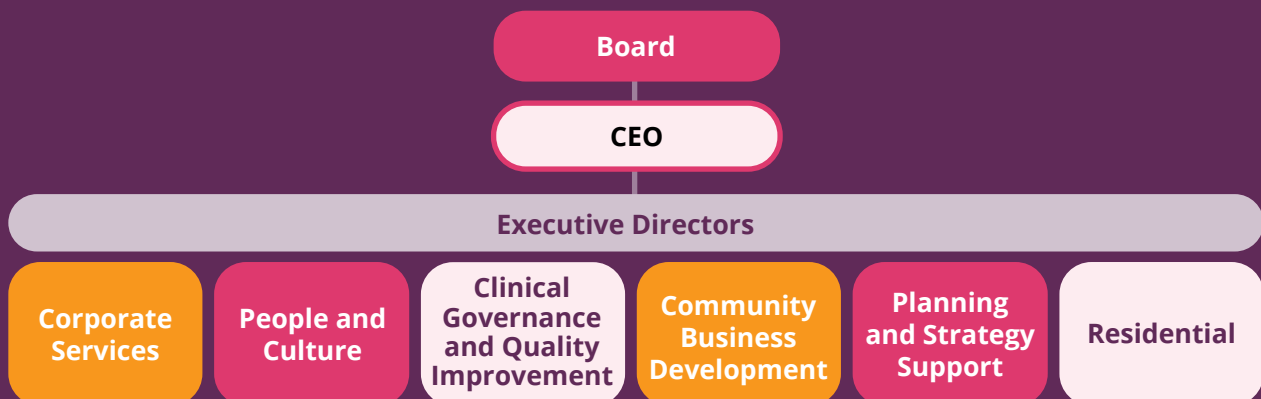 Board
CEO
Executive Directors
Corporate
Services
People and
Culture
Clinical
Governance
and Quality
Improvement
Community
Business
Development
Planning
and Strategy
Support
Residential